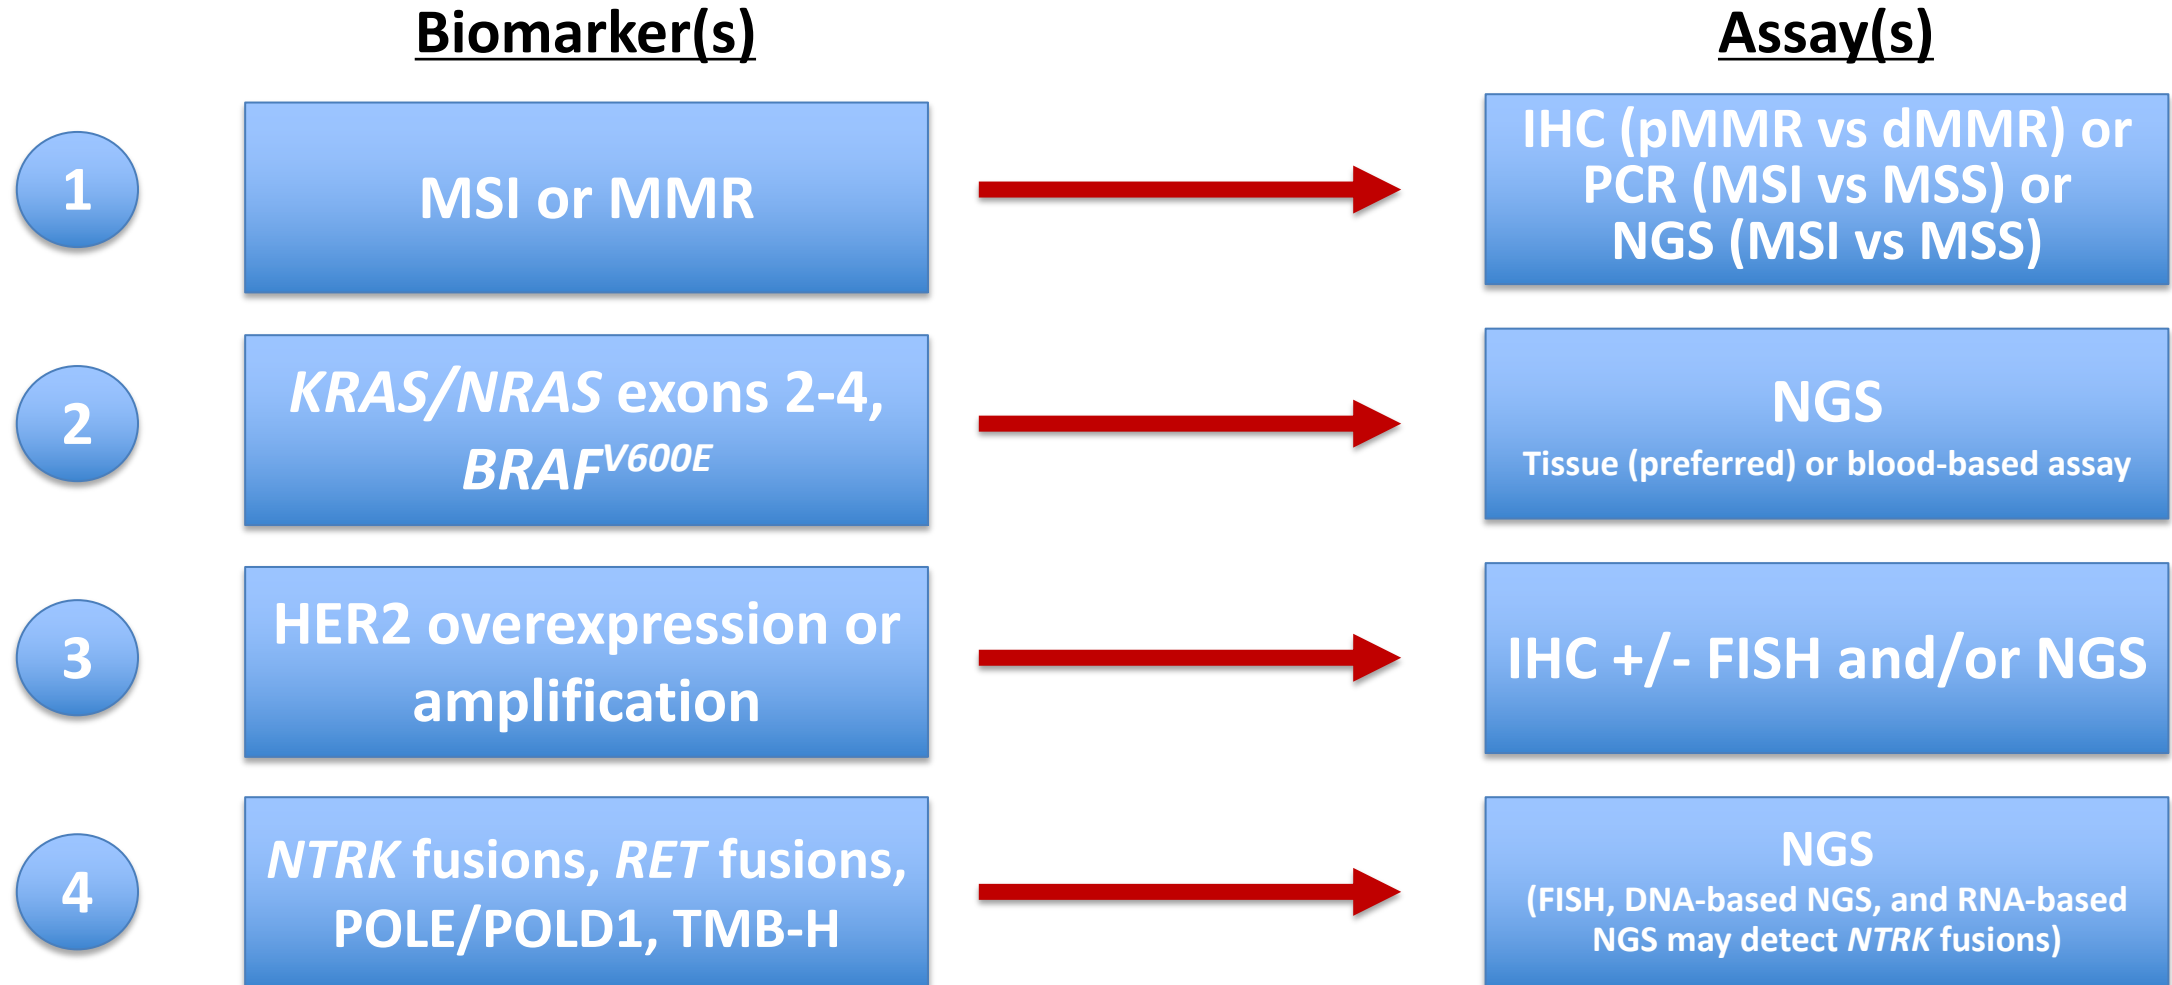 Biomarker(s)
Assay(s)
1
MSI or MMR
IHC (pMMR vs dMMR) or
PCR (MSI vs MSS) or
NGS (MSI vs MSS)
2
KRAS/NRAS exons 2-4,
BRAF^V600E
NGS
Tissue (preferred) or blood-based assay
3
HER2 overexpression or
amplification
IHC +/- FISH and/or NGS
4
NTRK fusions, RET fusions,
POLE/POLD1, TMB-H
NGS
(FISH, DNA-based NGS, and RNA-based
NGS may detect NTRK fusions)